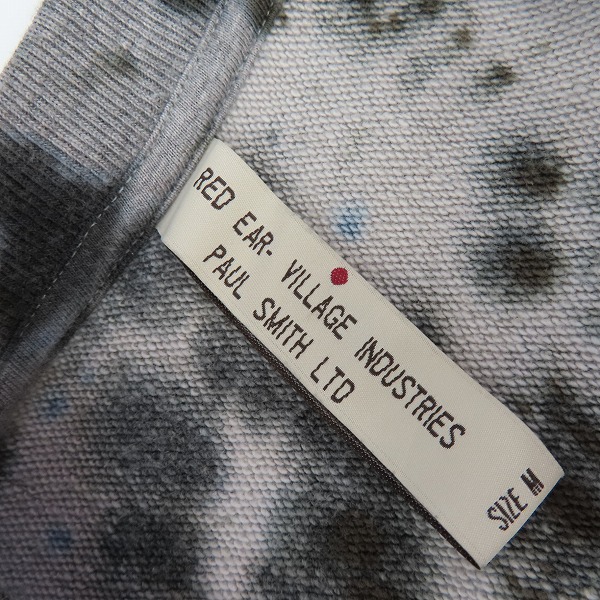 RED EAR- VILLAGE INDUSTRIES
PAUL SMITH LTD
SIZE M